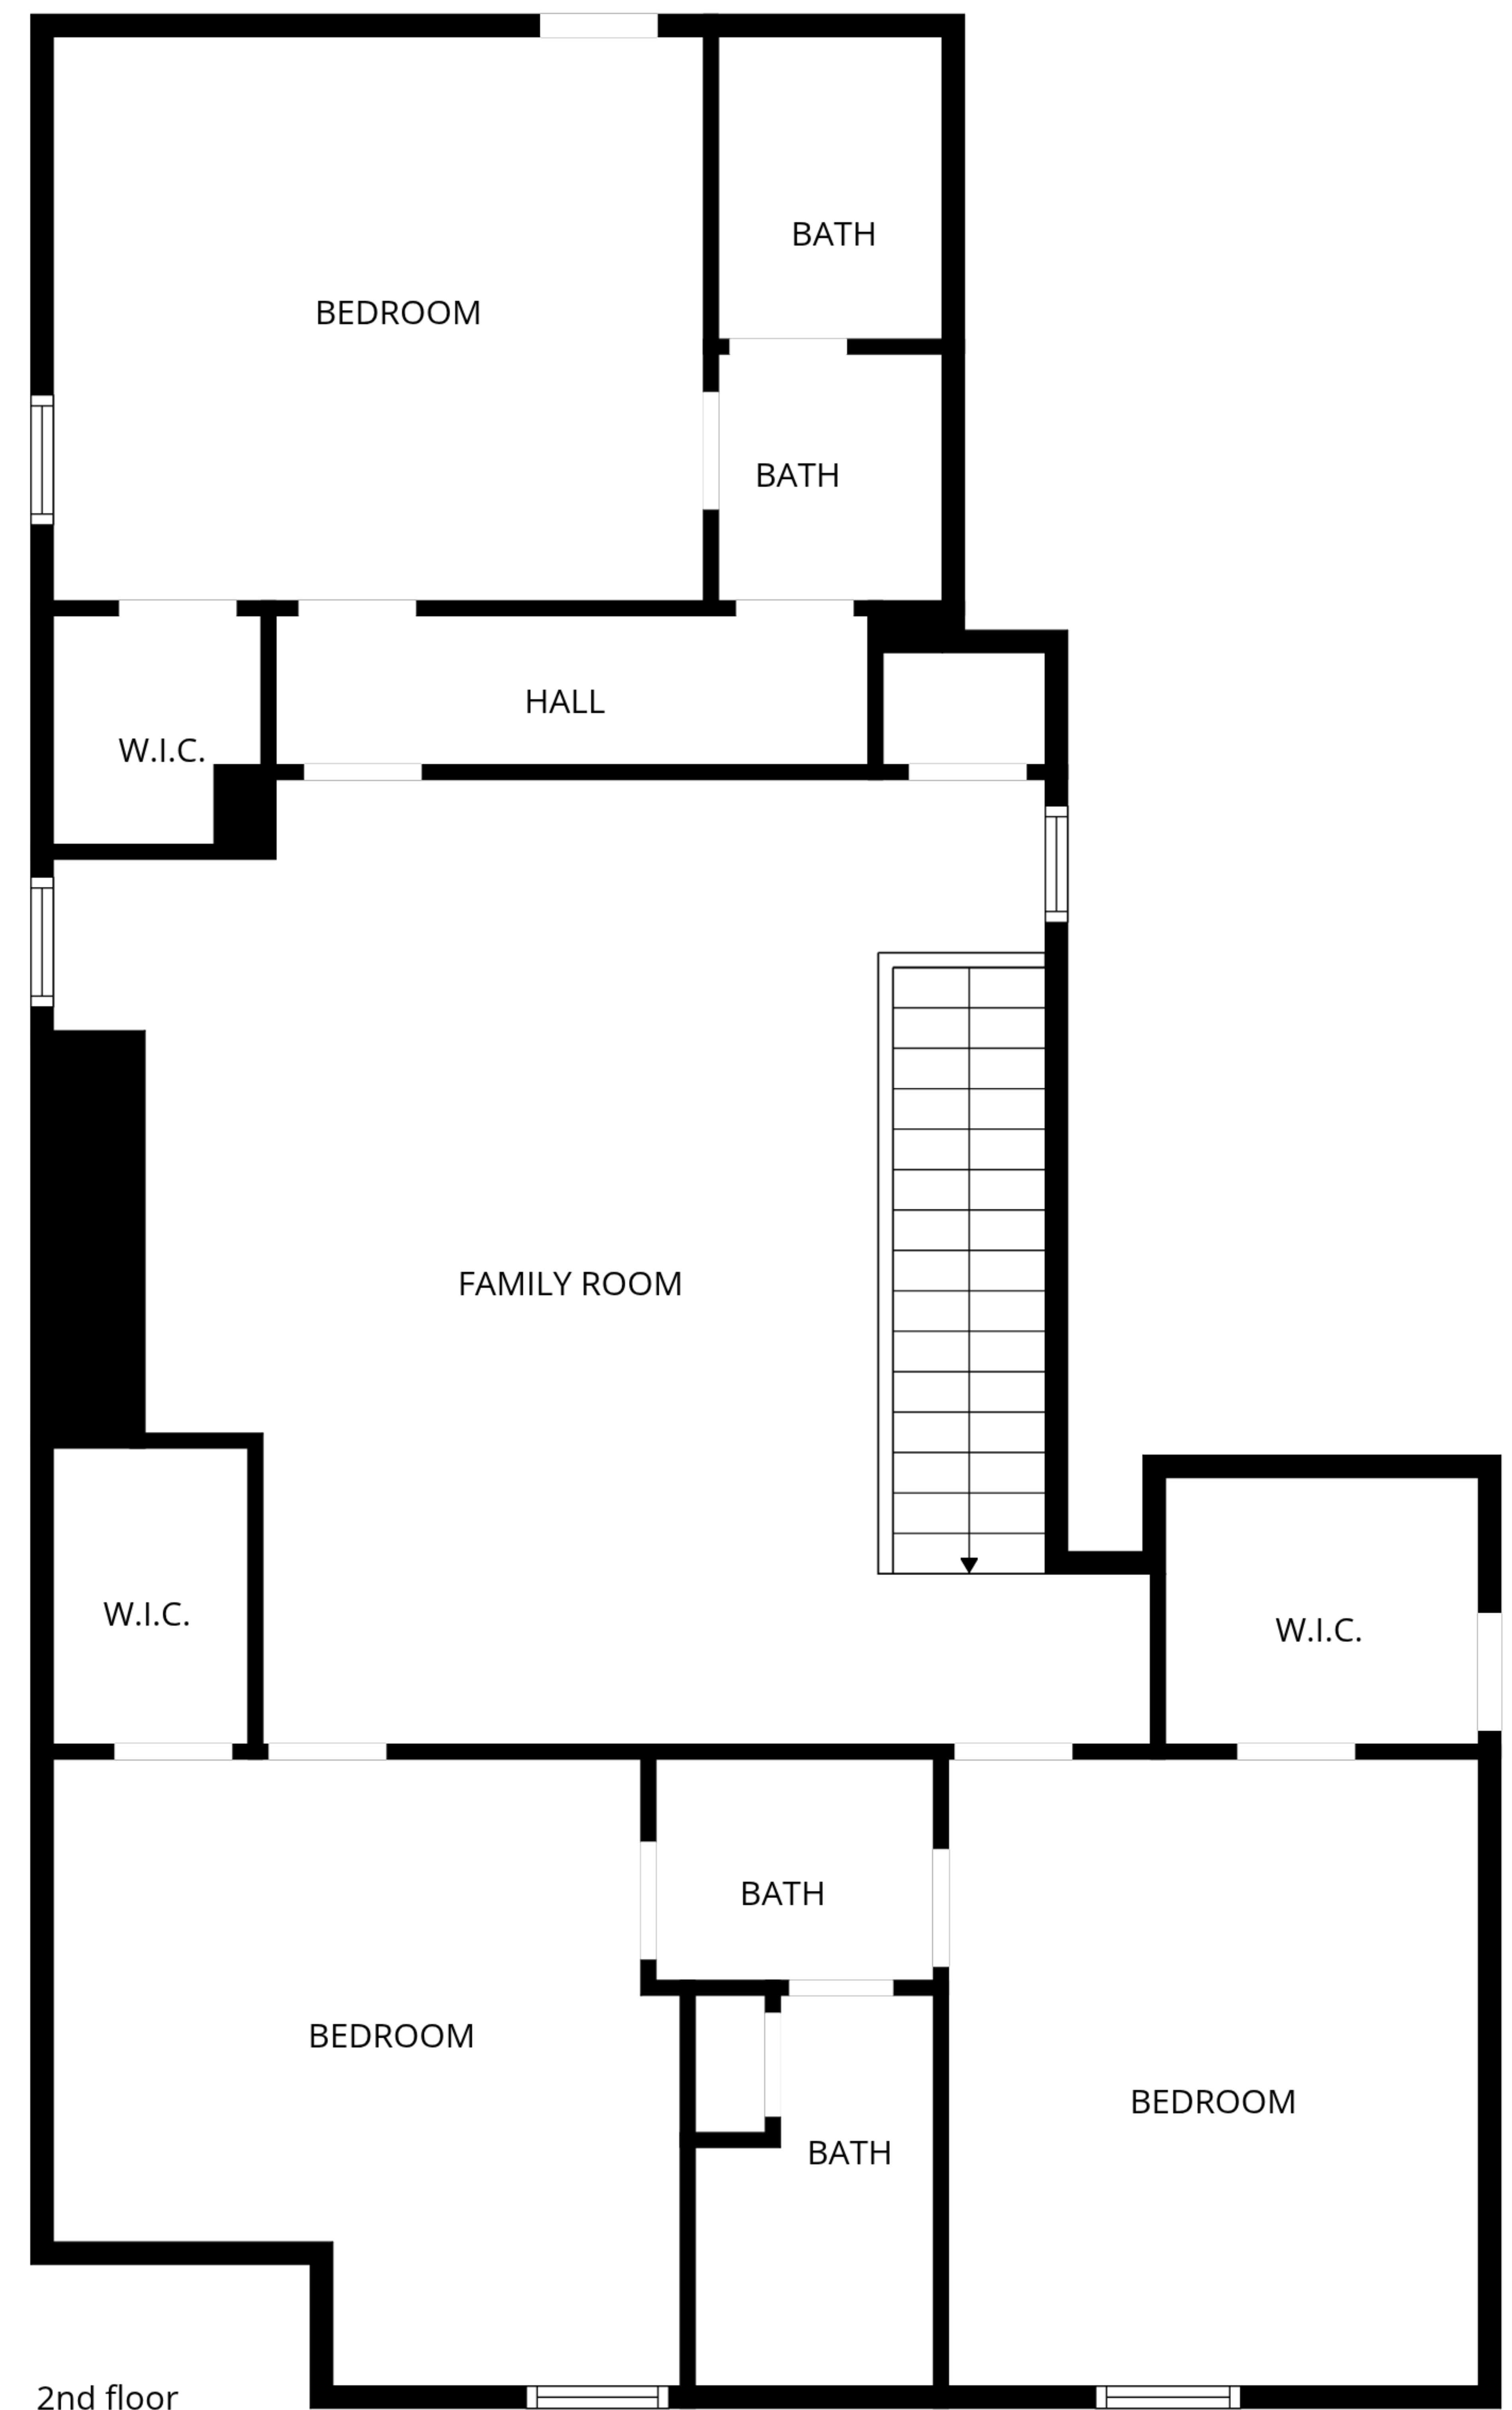 BATH
BEDROOM
BATH
HALL
W.I.C.
FAMILY ROOM
W.I.C.
W.I.C.
BATH
BEDROOM
BEDROOM
BATH
2nd floor